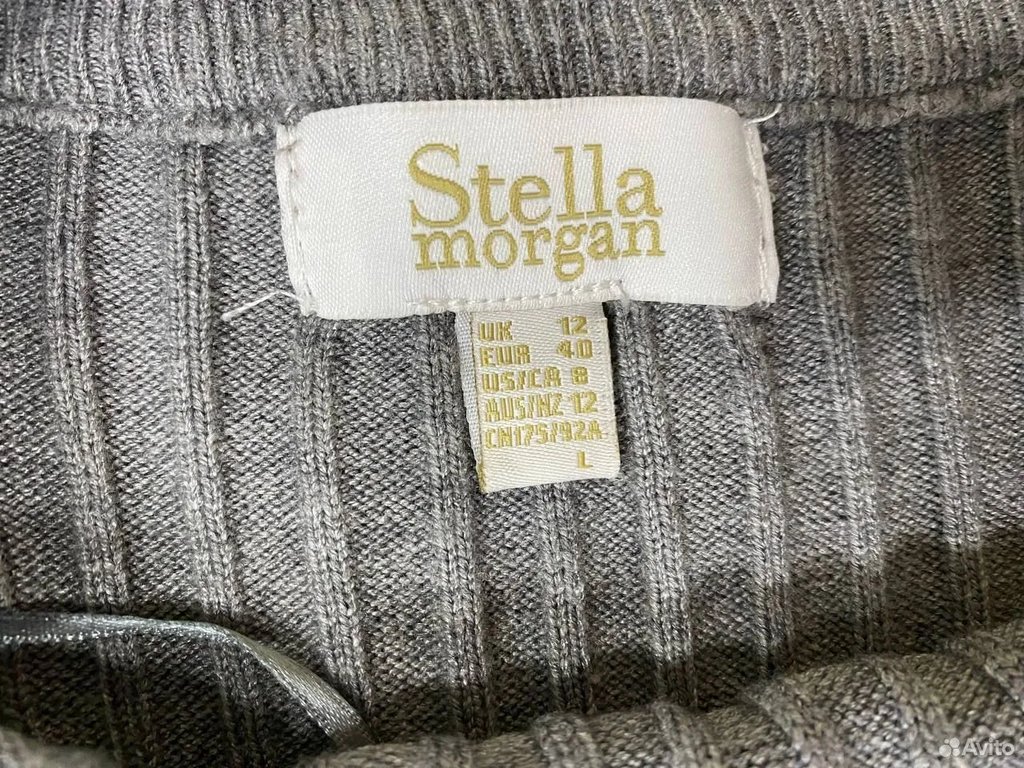 Stella
morgan
UK 12
EUR 40
US/CA 8
AUS/NZ 12
CN175/92A
L
Avito